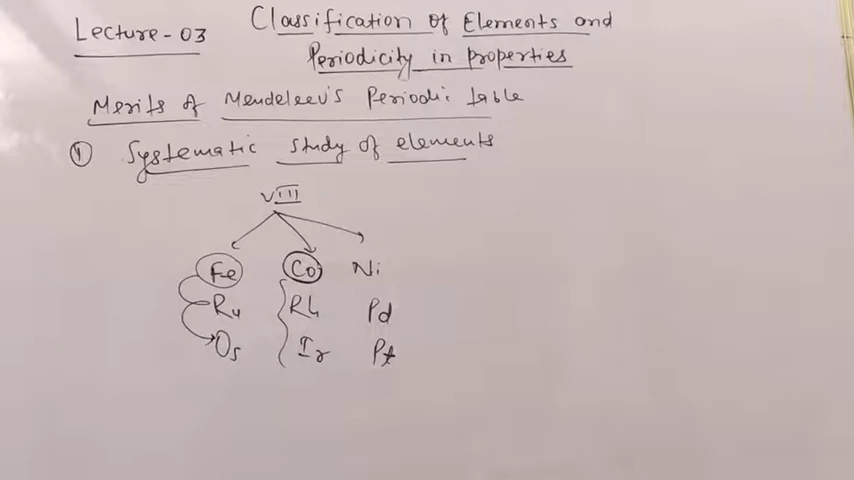 Lecture-03 Classification of Elements and
Periodicity in properties
Merits of Mendeleev's Periodic table
① Systematic study of elements
VIII
Fe Co Ni
Ru Rh Pd
Os Ir Pt